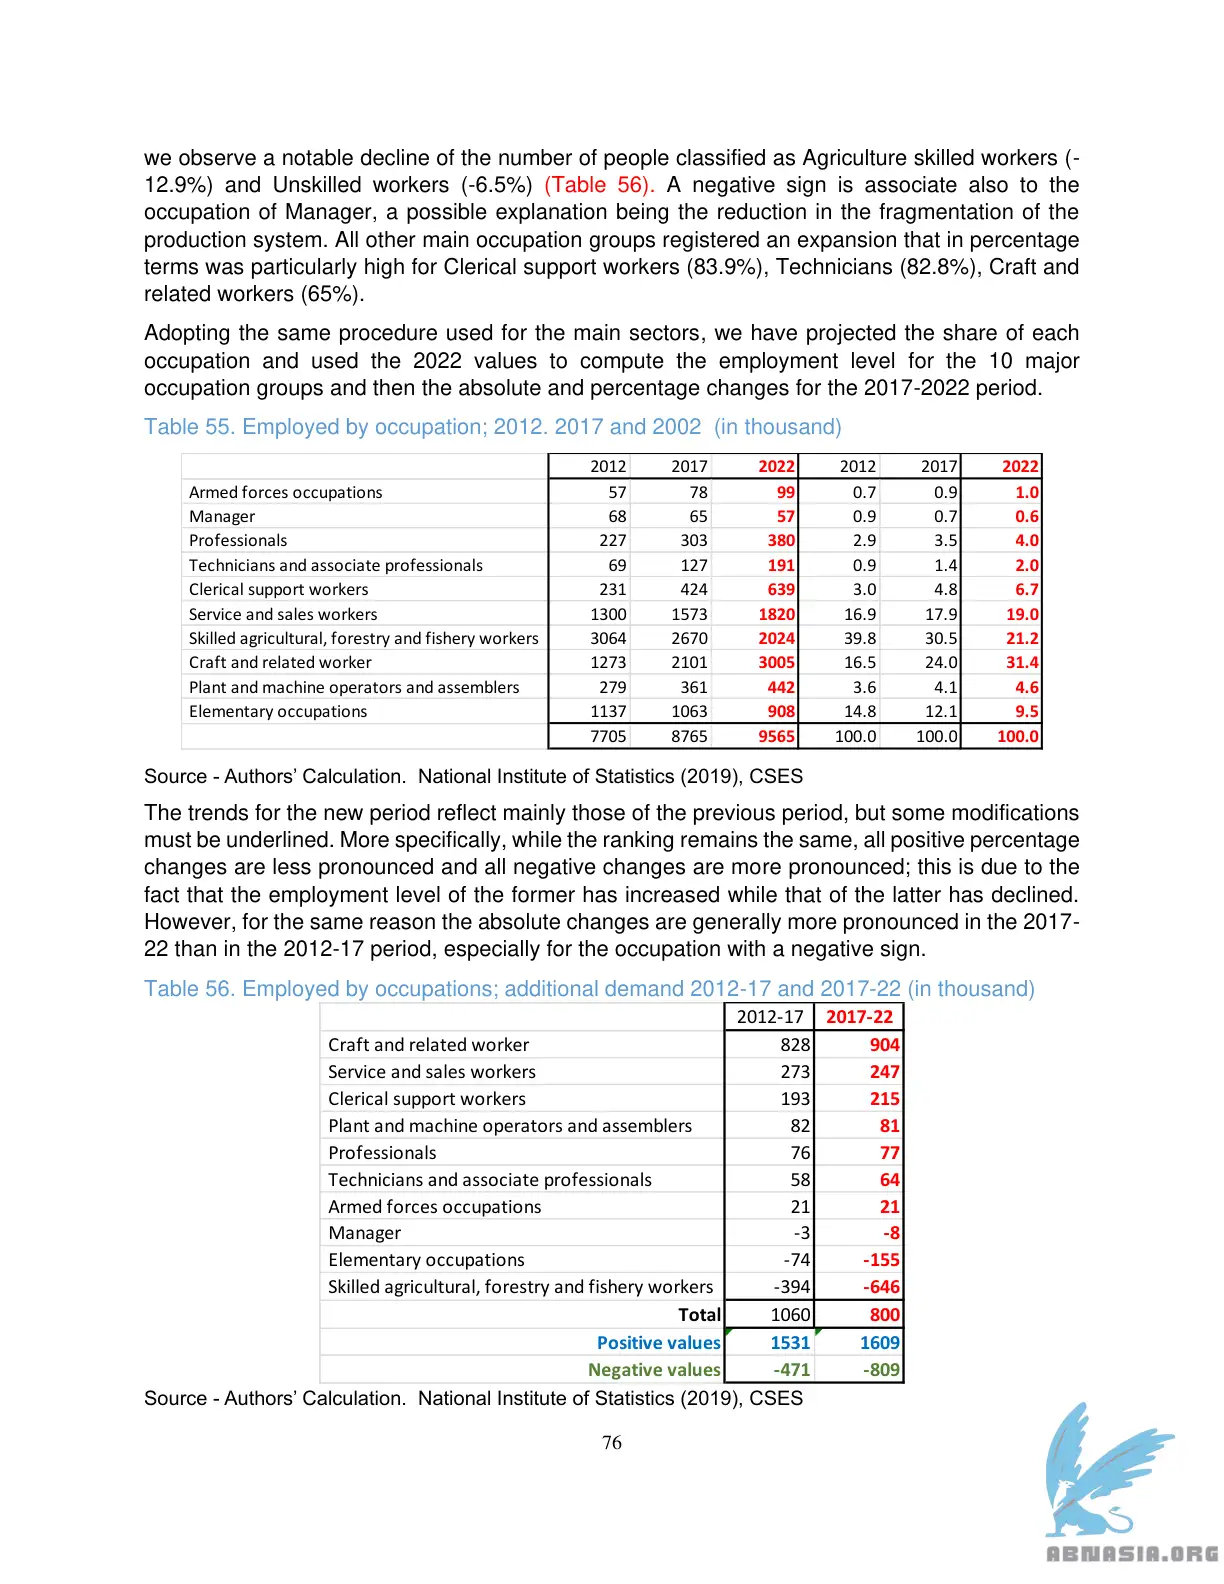 we observe a notable decline of the number of people classified as Agriculture skilled workers (-
12.9%) and Unskilled workers (-6.5%) (Table 56). A negative sign is associate also to the
occupation of Manager, a possible explanation being the reduction in the fragmentation of the
production system. All other main occupation groups registered an expansion that in percentage
terms was particularly high for Clerical support workers (83.9%), Technicians (82.8%), Craft and
related workers (65%).
Adopting the same procedure used for the main sectors, we have projected the share of each
occupation and used the 2022 values to compute the employment level for the 10 major
occupation groups and then the absolute and percentage changes for the 2017-2022 period.
Table 55. Employed by occupation; 2012. 2017 and 2002 (in thousand)
2012 2017 2022 2012 2017 2022
Armed forces occupations 57 78 99 0.7 0.9 1.0
Manager 68 65 57 0.9 0.7 0.6
Professionals 227 303 380 2.9 3.5 4.0
Technicians and associate professionals 69 127 191 0.9 1.4 2.0
Clerical support workers 231 424 639 3.0 4.8 6.7
Service and sales workers 1300 1573 1820 16.9 17.9 19.0
Skilled agricultural, forestry and fishery workers 3064 2670 2024 39.8 30.5 21.2
Craft and related worker 1273 2101 3005 16.5 24.0 31.4
Plant and machine operators and assemblers 279 361 442 3.6 4.1 4.6
Elementary occupations 1137 1063 908 14.8 12.1 9.5
7705 8765 9565 100.0 100.0 100.0
Source - Authors' Calculation. National Institute of Statistics (2019), CSES
The trends for the new period reflect mainly those of the previous period, but some modifications
must be underlined. More specifically, while the ranking remains the same, all positive percentage
changes are less pronounced and all negative changes are more pronounced; this is due to the
fact that the employment level of the former has increased while that of the latter has declined.
However, for the same reason the absolute changes are generally more pronounced in the 2017-
22 than in the 2012-17 period, especially for the occupation with a negative sign.
Table 56. Employed by occupations; additional demand 2012-17 and 2017-22 (in thousand)
2012-17 2017-22
Craft and related worker 828 904
Service and sales workers 273 247
Clerical support workers 193 215
Plant and machine operators and assemblers 82 81
Professionals 76 77
Technicians and associate professionals 58 64
Armed forces occupations 21 21
Manager -3 -8
Elementary occupations -74 -155
Skilled agricultural, forestry and fishery workers -394 -646
Total 1060 800
Positive values 1531 1609
Negative values -471 -809
Source - Authors' Calculation. National Institute of Statistics (2019), CSES
76
ABNASIA.ORG